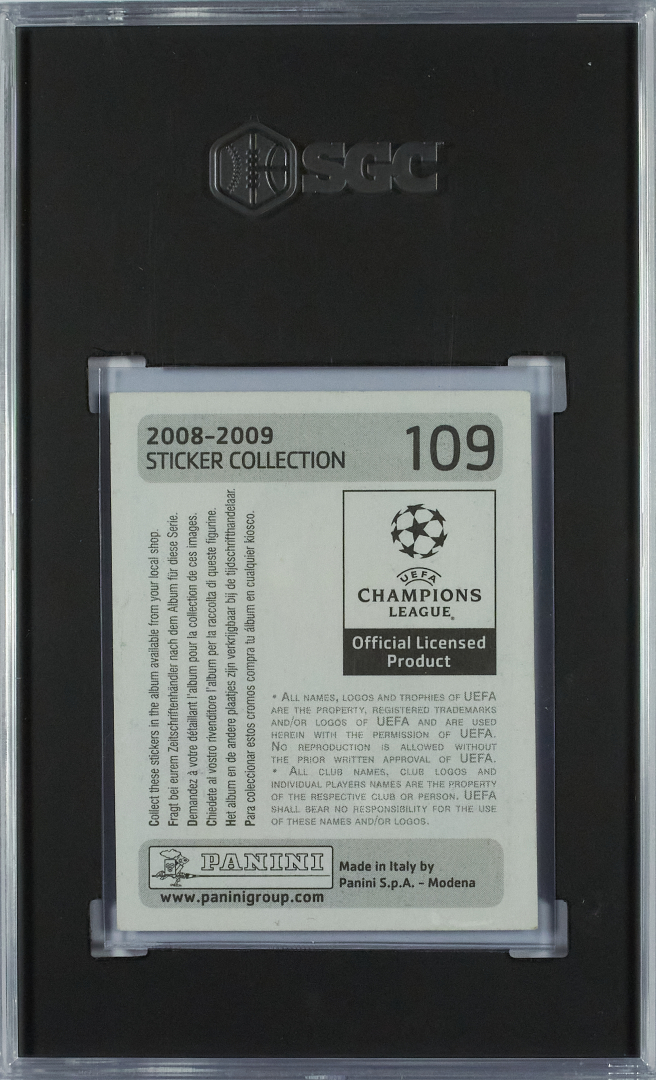 SGC
2008-2009
STICKER COLLECTION
109
Collect these stickers in the album available from your local shop.
Fragt bei eurem Zeitschriftenhändler nach dem Album für diese Serie.
Demandez à votre détaillant l'album pour la collection de ces images.
Chiedete al vostro rivenditore l'album per la raccolta di queste figurine.
Het album en de andere plaatjes zijn verkrijgbaar bij de tijdschrifthandelaar.
Para coleccionar estos cromos compra tu álbum en cualquier kiosco.
UEFA
CHAMPIONS
LEAGUE®
Official Licensed
Product
* ALL NAMES, LOGOS AND TROPHIES OF UEFA
ARE THE PROPERTY, REGISTERED TRADEMARKS
AND/OR LOGOS OF UEFA AND ARE USED
HEREIN WITH THE PERMISSION OF UEFA.
NO REPRODUCTION IS ALLOWED WITHOUT
THE PRIOR WRITTEN APPROVAL OF UEFA.
* ALL CLUB NAMES, CLUB LOGOS AND
INDIVIDUAL PLAYERS NAMES ARE THE PROPERTY
OF THE RESPECTIVE CLUB OR PERSON. UEFA
SHALL BEAR NO RESPONSIBILITY FOR THE USE
OF THESE NAMES AND/OR LOGOS.
PANINI
www.paninigroup.com
Made in Italy by
Panini S.p.A. - Modena